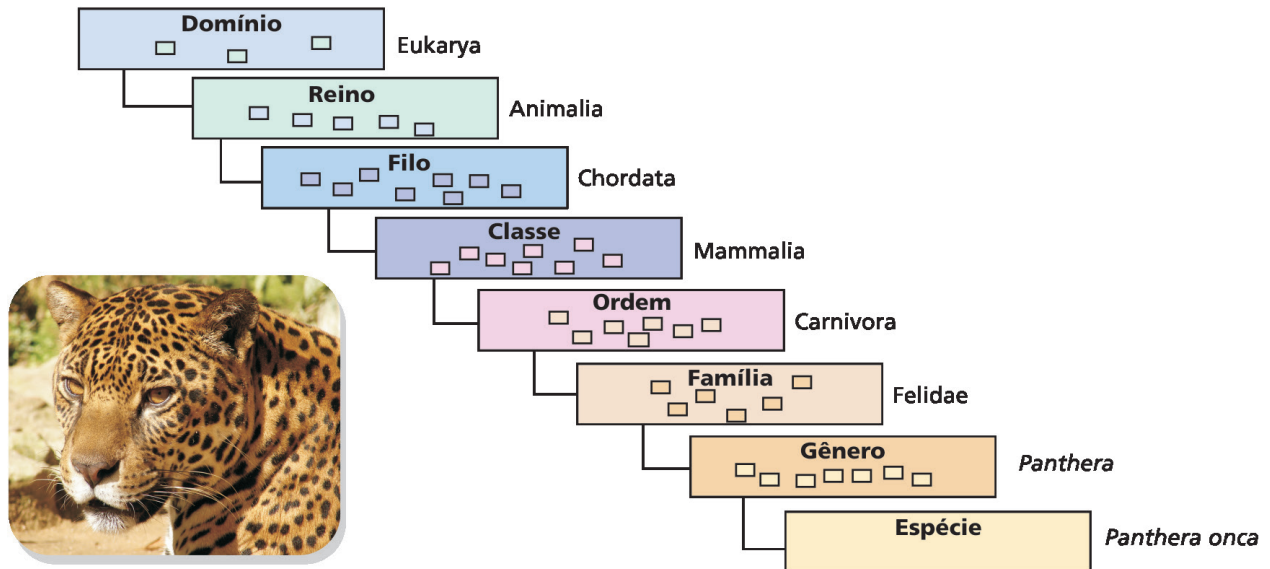 Domínio
Eukarya
Reino
Animalia
Filo
Chordata
Classe
Mammalia
Ordem
Carnivora
Família
Felidae
Gênero
Panthera
Espécie
Panthera onca